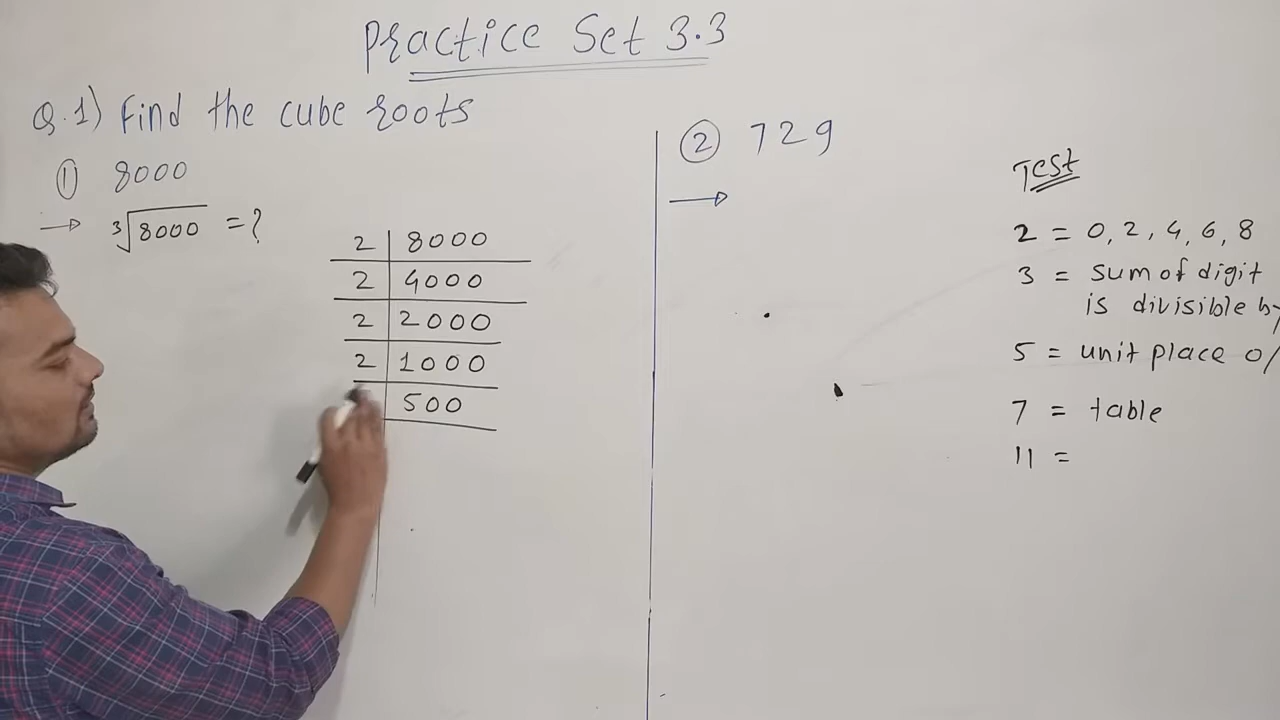 Practice Set 3.3
Q.1) Find the cube roots
① 8000
→ ∛8000 = ?
2 | 8000
2 | 4000
2 | 2000
2 | 1000
500
② 729
→
Test
2 = 0, 2, 4, 6, 8
3 = sum of digit
is divisible
5 = unit place
7 = table
11 =